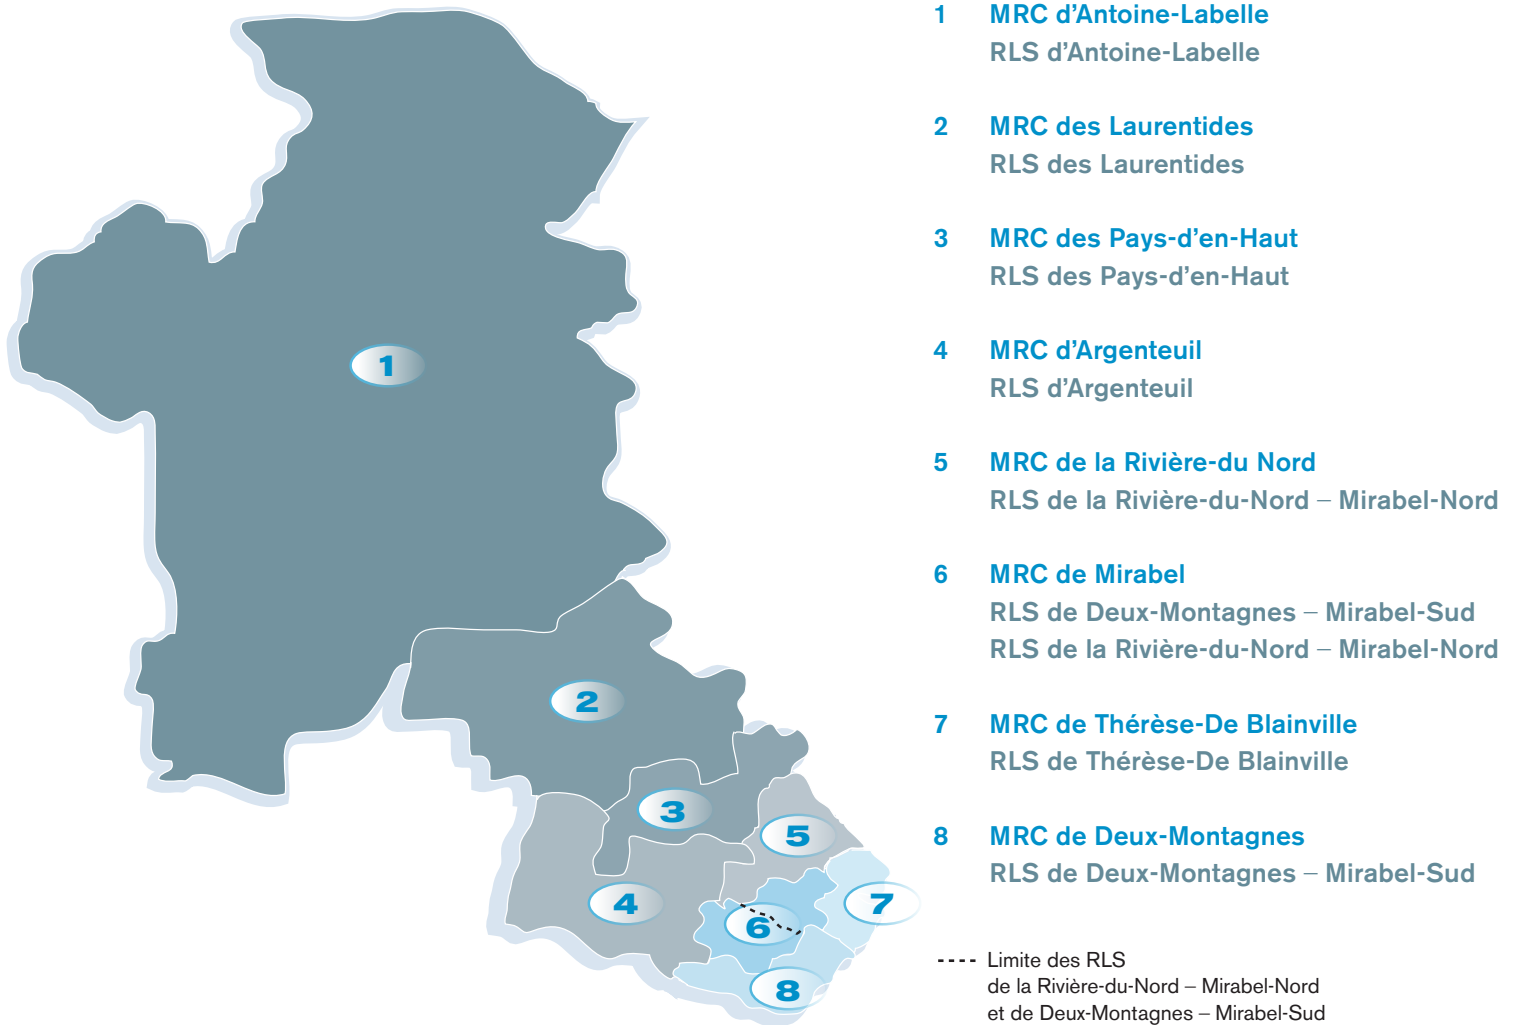 1 MRC d'Antoine-Labelle
RLS d'Antoine-Labelle
2 MRC des Laurentides
RLS des Laurentides
3 MRC des Pays-d'en-Haut
RLS des Pays-d'en-Haut
4 MRC d'Argenteuil
RLS d'Argenteuil
5 MRC de la Rivière-du Nord
RLS de la Rivière-du-Nord – Mirabel-Nord
6 MRC de Mirabel
RLS de Deux-Montagnes – Mirabel-Sud
RLS de la Rivière-du-Nord – Mirabel-Nord
7 MRC de Thérèse-De Blainville
RLS de Thérèse-De Blainville
8 MRC de Deux-Montagnes
RLS de Deux-Montagnes – Mirabel-Sud
Limite des RLS
de la Rivière-du-Nord – Mirabel-Nord
et de Deux-Montagnes – Mirabel-Sud
1
2
3
4
5
6
7
8